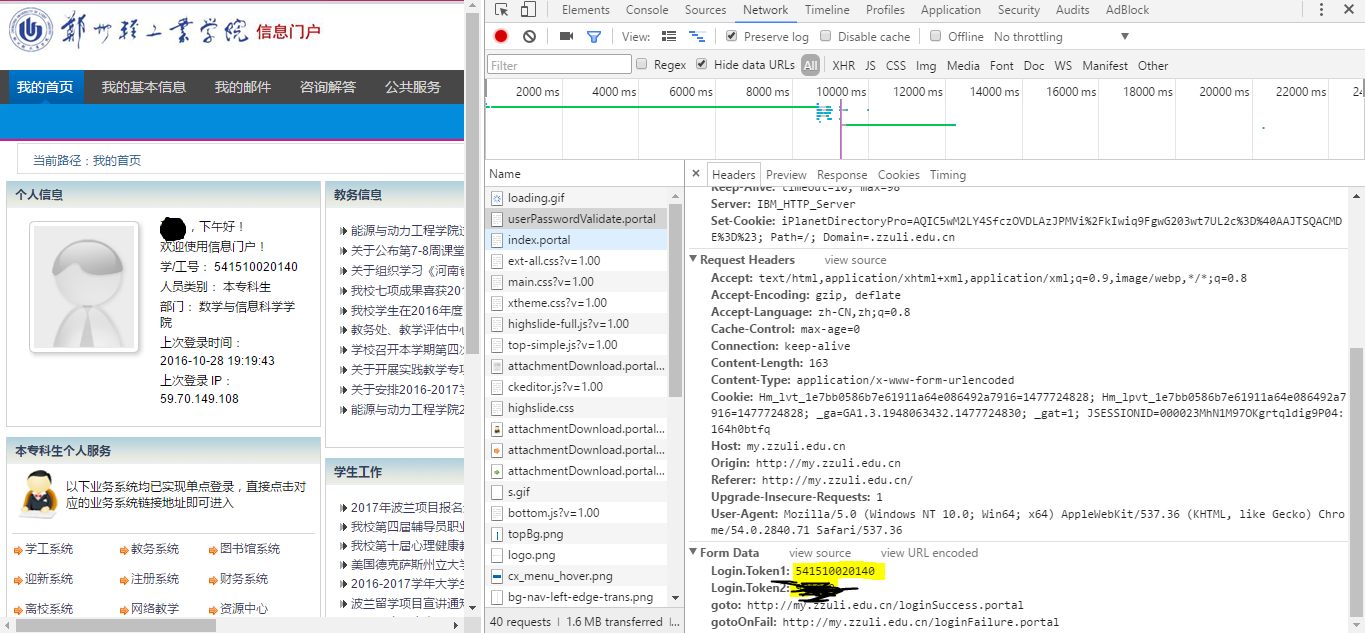 郑州轻工业学院 信息门户
我的首页 我的基本信息 我的邮件 咨询解答 公共服务
当前路径：我的首页
个人信息
，下午好！
欢迎使用信息门户！
学/工号： 541510020140
人员类别： 本专科生
部门： 数学与信息科学学
院
上次登录时间：
2016-10-28 19:19:43
上次登录 IP：
59.70.149.108
教务信息
能源与动力工程学院
关于公布第7-8周课堂
关于组织学习《河南省
我校七项成果喜获201
我校学生在2016年度
教务处、教学评估中心
学校召开本学期第四次
关于开展实践教学专项
关于安排2016-2017学
能源与动力工程学院2
本专科生个人服务
以下业务系统均已实现单点登录，直接点击对
应的业务系统链接地址即可进入
学工系统 教务系统 图书馆系统
迎新系统 注册系统 财务系统
离校系统 网络教学 资源中心
学生工作
2017年波兰项目报名
我校第四届辅导员职业
我校第十届心理健康教
美国德克萨斯州立大学
2016-2017学年大学生
波兰留学项目宣讲通知
Elements Console Sources Network Timeline Profiles Application Security Audits AdBlock
View: Preserve log Disable cache Offline No throttling
Filter Regex Hide data URLs All XHR JS CSS Img Media Font Doc WS Manifest Other
2000 ms 4000 ms 6000 ms 8000 ms 10000 ms 12000 ms 14000 ms 16000 ms 18000 ms 20000 ms 22000 ms
Name
loading.gif
userPasswordValidate.portal
index.portal
ext-all.css?v=1.00
main.css?v=1.00
xtheme.css?v=1.00
highslide-full.js?v=1.00
top-simple.js?v=1.00
attachmentDownload.portal...
ckeditor.js?v=1.00
highslide.css
attachmentDownload.portal...
attachmentDownload.portal...
attachmentDownload.portal...
s.gif
bottom.js?v=1.00
topBg.png
logo.png
cx_menu_hover.png
bg-nav-left-edge-trans.png
40 requests | 1.6 MB transferred |...
× Headers Preview Response Cookies Timing
Keep-Alive: timeout=10, max=98
Server: IBM_HTTP_Server
Set-Cookie: iPlanetDirectoryPro=AQIC5wM2LY4SfczOVDLAzJPMVi%2FkIwiq9FgwG203wt7UL2c%3D%40AAJTSQACMD
E%3D%23; Path=/; Domain=.zzuli.edu.cn
Request Headers view source
Accept: text/html,application/xhtml+xml,application/xml;q=0.9,image/webp,*/*;q=0.8
Accept-Encoding: gzip, deflate
Accept-Language: zh-CN,zh;q=0.8
Cache-Control: max-age=0
Connection: keep-alive
Content-Length: 163
Content-Type: application/x-www-form-urlencoded
Cookie: Hm_lvt_1e7bb0586b7e61911a64e086492a7916=1477724828; Hm_lpvt_1e7bb0586b7e61911a64e086492a7
916=1477724828; _ga=GA1.3.1948063432.1477724830; _gat=1; JSESSIONID=000023MhN1M97OKgrtqldig9P04:
164h0btfq
Host: my.zzuli.edu.cn
Origin: http://my.zzuli.edu.cn
Referer: http://my.zzuli.edu.cn/
Upgrade-Insecure-Requests: 1
User-Agent: Mozilla/5.0 (Windows NT 10.0; Win64; x64) AppleWebKit/537.36 (KHTML, like Gecko) Chro
me/54.0.2840.71 Safari/537.36
Form Data view source view URL encoded
Login.Token1: 541510020140
Login.Token2:
goto: http://my.zzuli.edu.cn/loginSuccess.portal
gotoOnFail: http://my.zzuli.edu.cn/loginFailure.portal